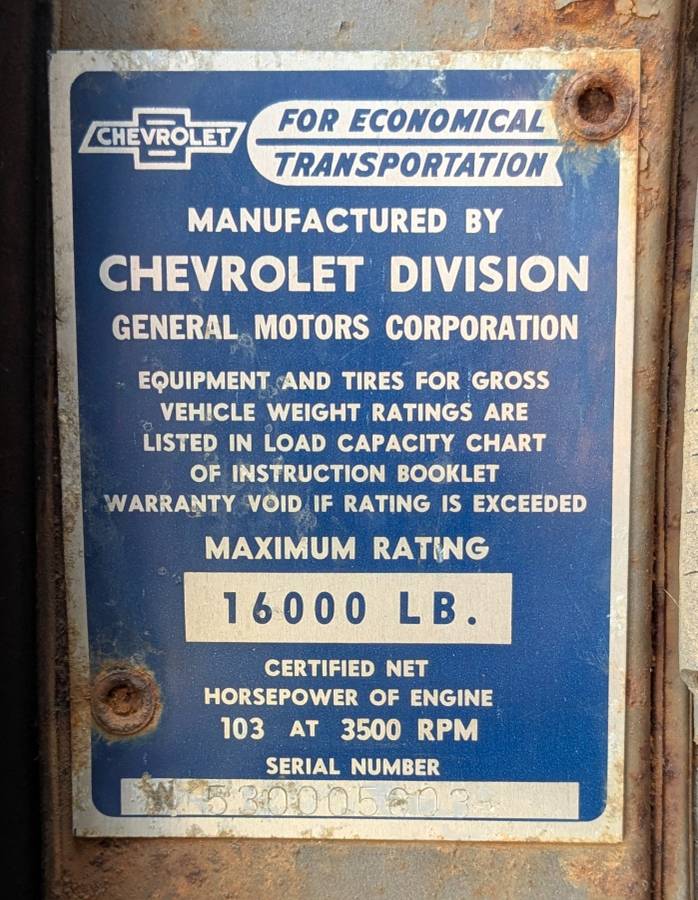 CHEVROLET
FOR ECONOMICAL
TRANSPORTATION
MANUFACTURED BY
CHEVROLET DIVISION
GENERAL MOTORS CORPORATION
EQUIPMENT AND TIRES FOR GROSS
VEHICLE WEIGHT RATINGS ARE
LISTED IN LOAD CAPACITY CHART
OF INSTRUCTION BOOKLET
WARRANTY VOID IF RATING IS EXCEEDED
MAXIMUM RATING
16000 LB.
CERTIFIED NET
HORSEPOWER OF ENGINE
103 AT 3500 RPM
SERIAL NUMBER